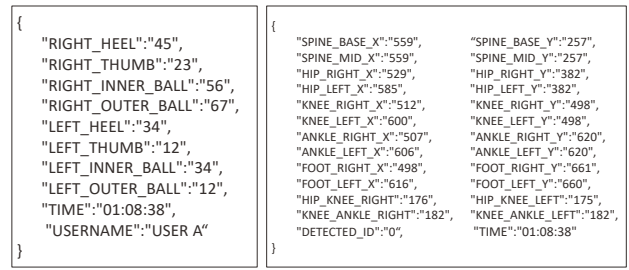 {
"RIGHT_HEEL":"45",
"RIGHT_THUMB":"23",
"RIGHT_INNER_BALL":"56",
"RIGHT_OUTER_BALL":"67",
"LEFT_HEEL":"34",
"LEFT_THUMB":"12",
"LEFT_INNER_BALL":"34",
"LEFT_OUTER_BALL":"12",
"TIME":"01:08:38",
"USERNAME":"USER A“
}
{
"SPINE_BASE_X":"559", “SPINE_BASE_Y":"257",
"SPINE_MID_X":"559", "SPINE_MID_Y":"257",
"HIP_RIGHT_X":"529", "HIP_RIGHT_Y":"382",
"HIP_LEFT_X":"585", "HIP_LEFT_Y":"382",
"KNEE_RIGHT_X":"512", "KNEE_RIGHT_Y":"498",
"KNEE_LEFT_X":"600", "KNEE_LEFT_Y":"498",
"ANKLE_RIGHT_X":"507", "ANKLE_RIGHT_Y":"620",
"ANKLE_LEFT_X":"606", "ANKLE_LEFT_Y":"620",
"FOOT_RIGHT_X":"498", "FOOT_RIGHT_Y":"661",
"FOOT_LEFT_X":"616", "FOOT_LEFT_Y":"660",
"HIP_KNEE_RIGHT":"176", "HIP_KNEE_LEFT":"175",
"KNEE_ANKLE_RIGHT":"182", "KNEE_ANKLE_LEFT":"182",
"DETECTED_ID":"0“, "TIME":"01:08:38"
}